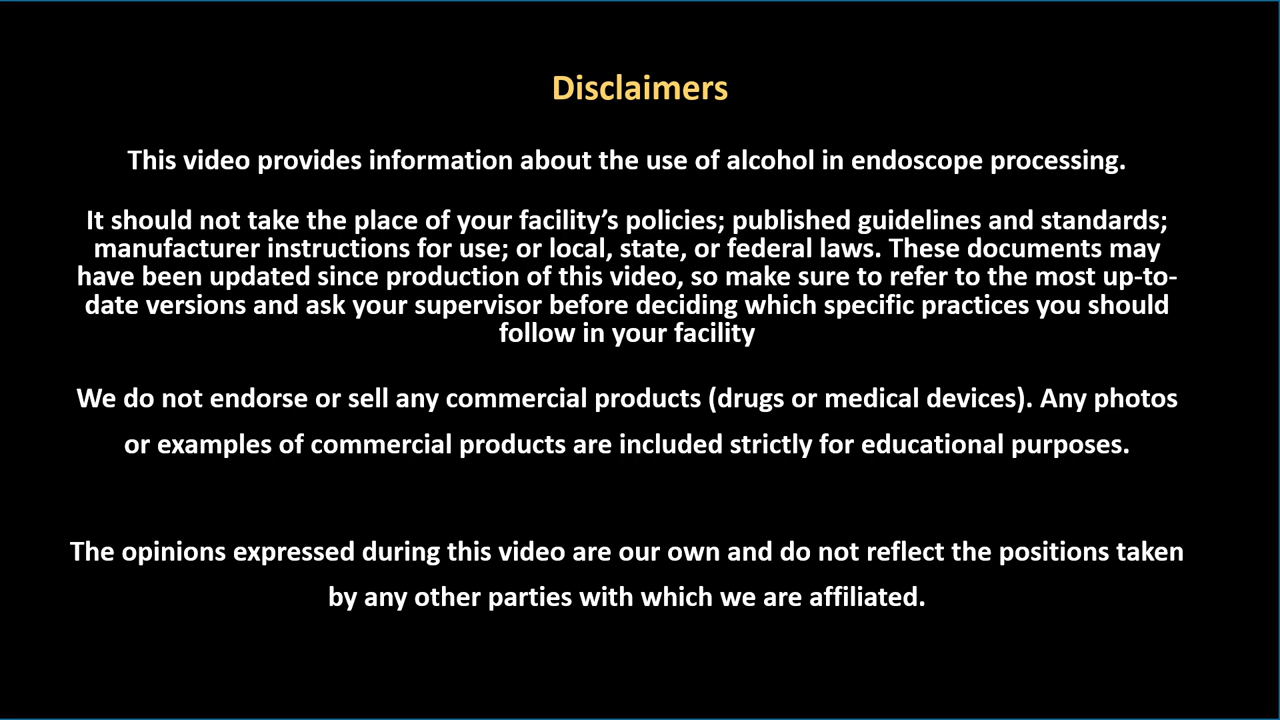 Disclaimers
This video provides information about the use of alcohol in endoscope processing.
It should not take the place of your facility’s policies; published guidelines and standards;
manufacturer instructions for use; or local, state, or federal laws. These documents may
have been updated since production of this video, so make sure to refer to the most up-to-
date versions and ask your supervisor before deciding which specific practices you should
follow in your facility
We do not endorse or sell any commercial products (drugs or medical devices). Any photos
or examples of commercial products are included strictly for educational purposes.
The opinions expressed during this video are our own and do not reflect the positions taken
by any other parties with which we are affiliated.